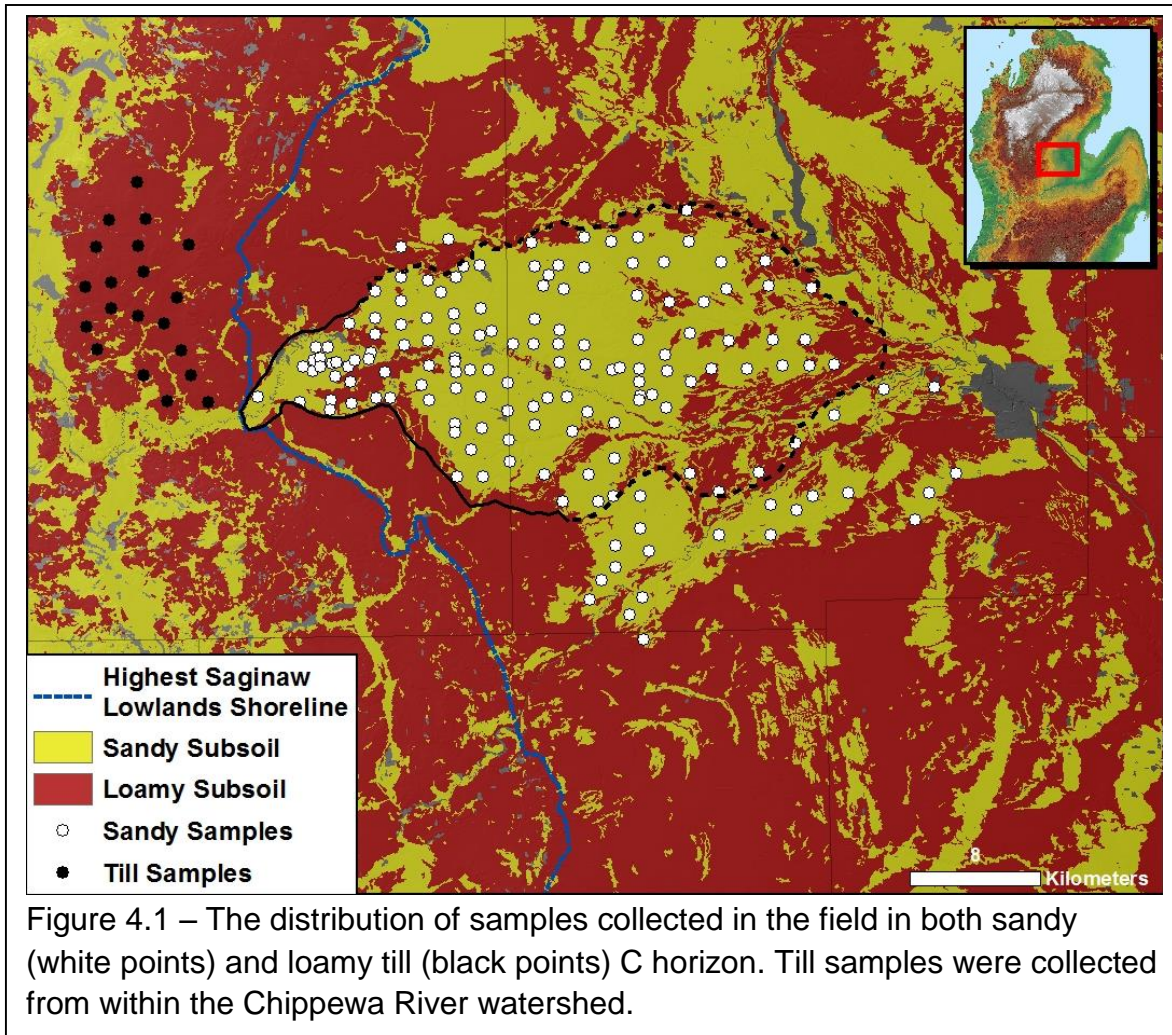 Highest Saginaw
Lowlands Shoreline
Sandy Subsoil
Loamy Subsoil
Sandy Samples
Till Samples
8
Kilometers
Figure 4.1 – The distribution of samples collected in the field in both sandy
(white points) and loamy till (black points) C horizon. Till samples were collected
from within the Chippewa River watershed.